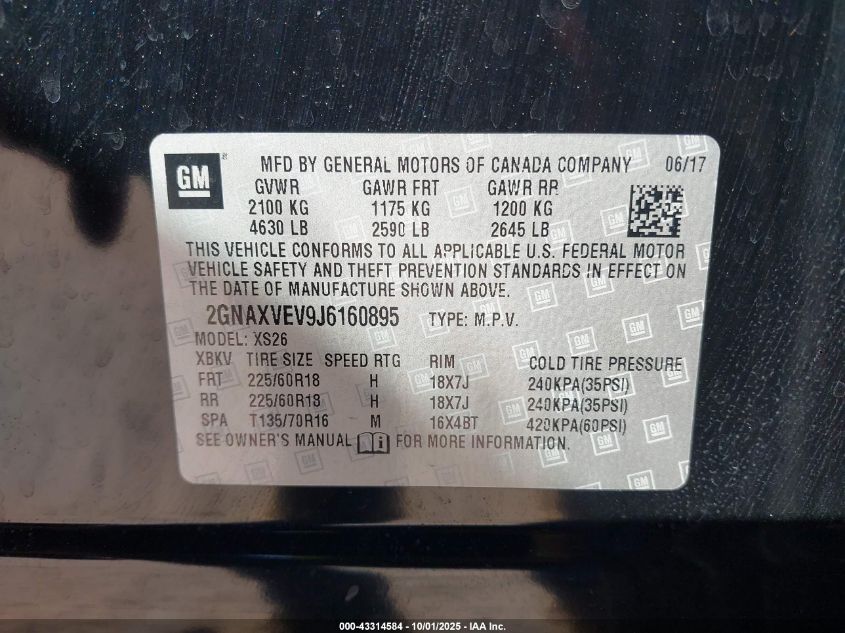 GM
MFD BY GENERAL MOTORS OF CANADA COMPANY 06/17
GVWR GAWR FRT GAWR RR
2100 KG 1175 KG 1200 KG
4630 LB 2590 LB 2645 LB
THIS VEHICLE CONFORMS TO ALL APPLICABLE U.S. FEDERAL MOTOR
VEHICLE SAFETY AND THEFT PREVENTION STANDARDS IN EFFECT ON
THE DATE OF MANUFACTURE SHOWN ABOVE.
2GNAXVEV9J6160895 TYPE: M.P.V.
MODEL: XS26
XBKV TIRE SIZE SPEED RTG RIM COLD TIRE PRESSURE
FRT 225/60R18 H 18X7J 240KPA(35PSI)
RR 225/60R18 H 18X7J 240KPA(35PSI)
SPA T135/70R16 M 16X4BT 420KPA(60PSI)
SEE OWNER'S MANUAL FOR MORE INFORMATION.
000-43314584 - 10/01/2025 - IAA Inc.